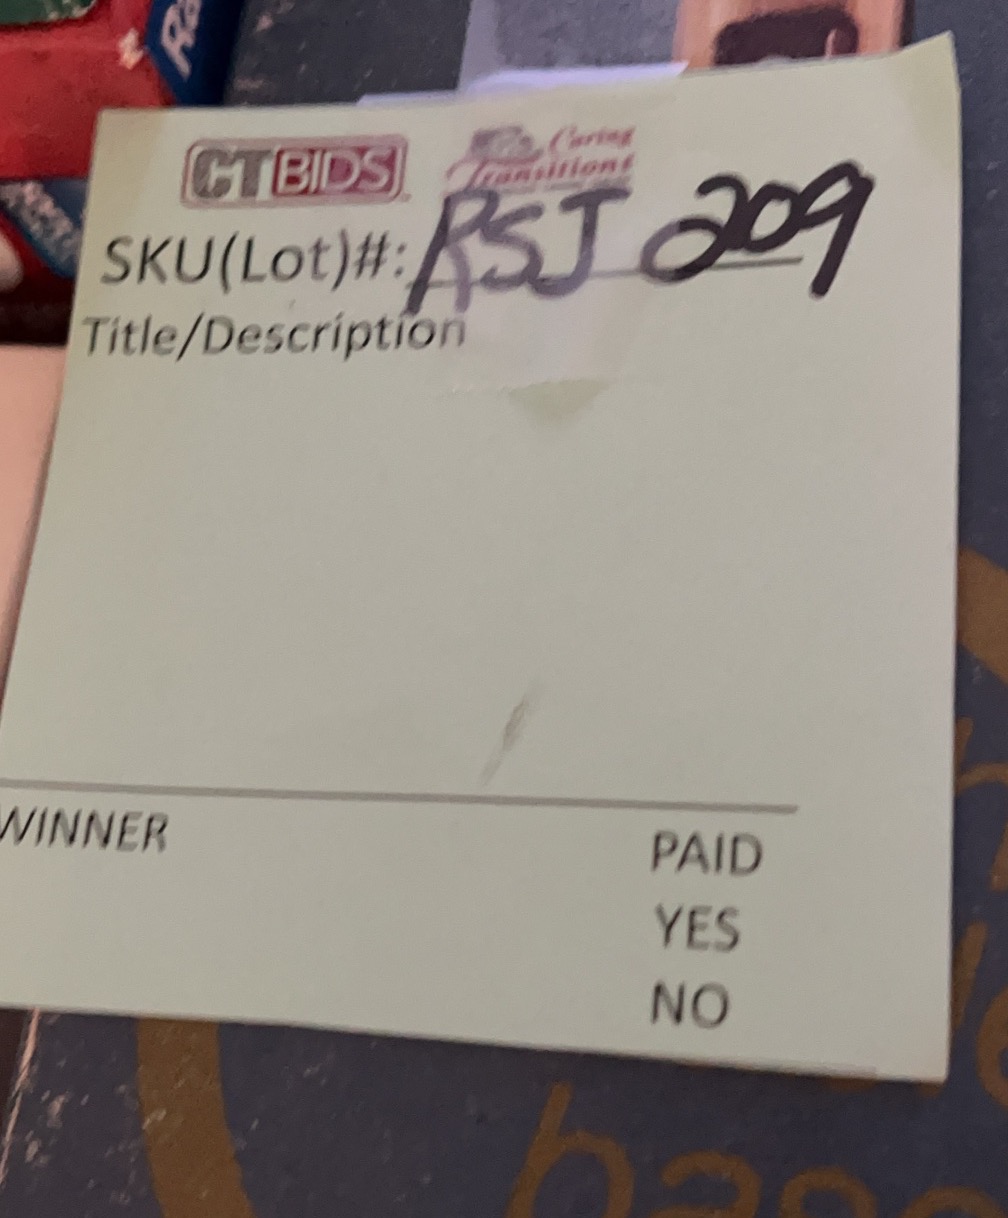 CTBIDS
Caring
Transitions
SKU(Lot)#: RSJ 209
Title/Description
WINNER
PAID
YES
NO